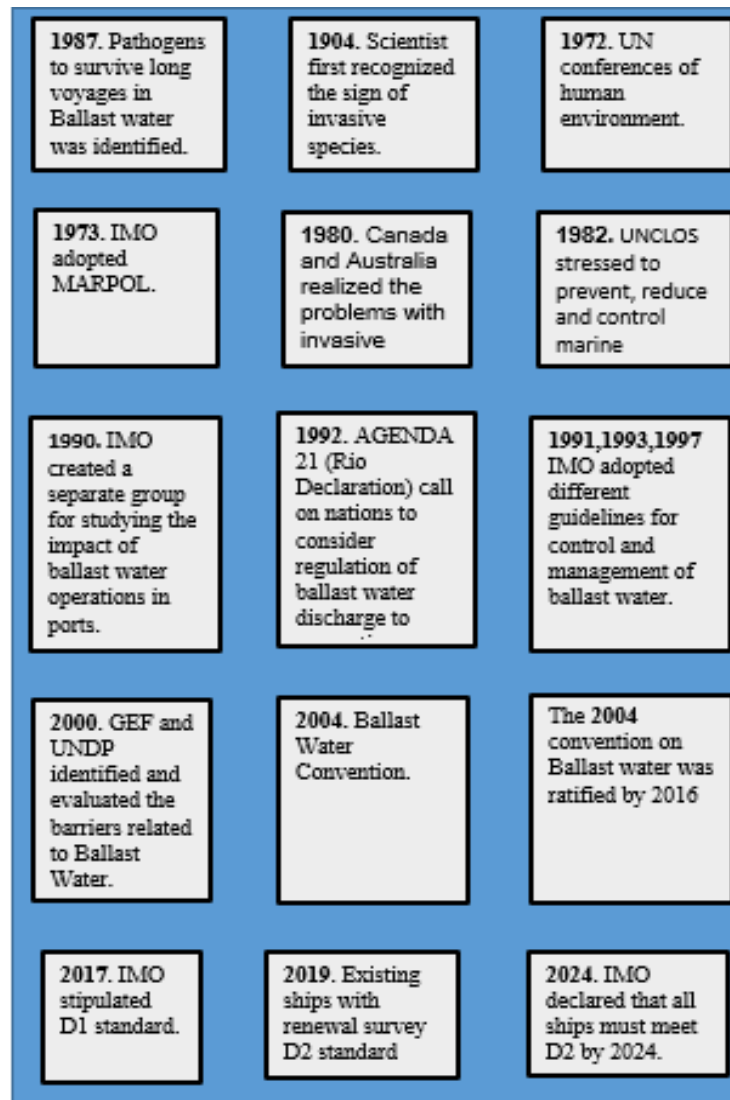 1987. Pathogens
to survive long
voyages in
Ballast water
was identified.
1904. Scientist
first recognized
the sign of
invasive
species.
1972. UN
conferences of
human
environment.
1973. IMO
adopted
MARPOL.
1980. Canada
and Australia
realized the
problems with
invasive
1982. UNCLOS
stressed to
prevent, reduce
and control
marine
1990. IMO
created a
separate group
for studying the
impact of
ballast water
operations in
ports.
1992. AGENDA
21 (Rio
Declaration) call
on nations to
consider
regulation of
ballast water
discharge to
1991,1993,1997
IMO adopted
different
guidelines for
control and
management of
ballast water.
2000. GEF and
UNDP
identified and
evaluated the
barriers related
to Ballast
Water.
2004. Ballast
Water
Convention.
The 2004
convention on
Ballast water was
ratified by 2016
2017. IMO
stipulated
D1 standard.
2019. Existing
ships with
renewal survey
D2 standard
2024. IMO
declared that all
ships must meet
D2 by 2024.